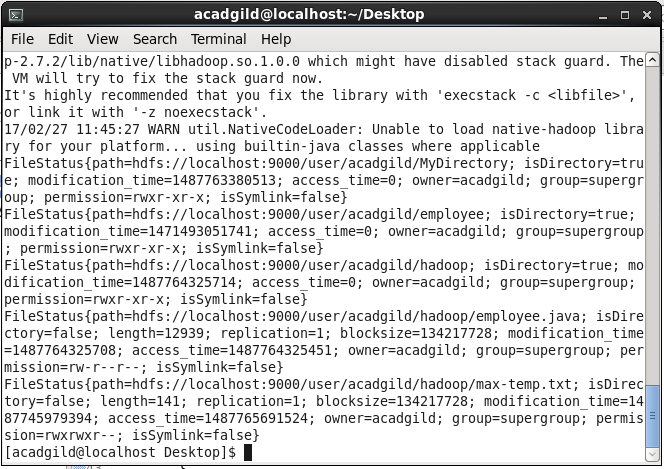 acadgild@localhost:~/Desktop
File Edit View Search Terminal Help
p-2.7.2/lib/native/libhadoop.so.1.0.0 which might have disabled stack guard. The
 VM will try to fix the stack guard now.
It's highly recommended that you fix the library with 'execstack -c <libfile>',
or link it with '-z noexecstack'.
17/02/27 11:45:27 WARN util.NativeCodeLoader: Unable to load native-hadoop libra
ry for your platform... using builtin-java classes where applicable
FileStatus{path=hdfs://localhost:9000/user/acadgild/MyDirectory; isDirectory=tru
e; modification_time=1487763380513; access_time=0; owner=acadgild; group=supergr
oup; permission=rwxr-xr-x; isSymlink=false}
FileStatus{path=hdfs://localhost:9000/user/acadgild/employee; isDirectory=true;
modification_time=1471493051741; access_time=0; owner=acadgild; group=supergroup
; permission=rwxr-xr-x; isSymlink=false}
FileStatus{path=hdfs://localhost:9000/user/acadgild/hadoop; isDirectory=true; mo
dification_time=1487764325714; access_time=0; owner=acadgild; group=supergroup;
permission=rwxr-xr-x; isSymlink=false}
FileStatus{path=hdfs://localhost:9000/user/acadgild/hadoop/employee.java; isDire
ctory=false; length=12939; replication=1; blocksize=134217728; modification_time
=1487764325708; access_time=1487764325451; owner=acadgild; group=supergroup; per
mission=rw-r--r--; isSymlink=false}
FileStatus{path=hdfs://localhost:9000/user/acadgild/hadoop/max-temp.txt; isDirec
tory=false; length=141; replication=1; blocksize=134217728; modification_time=14
87745979394; access_time=1487765691524; owner=acadgild; group=supergroup; permis
sion=rwxrwxr--; isSymlink=false}
[acadgild@localhost Desktop]$